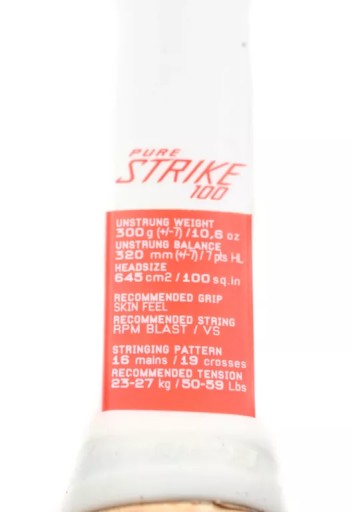 PURE
STRIKE
100
UNSTRUNG WEIGHT
300 g (+/-7) / 10,6 oz
UNSTRUNG BALANCE
320 mm (+/-7) / 7 pts HL
HEADSIZE
645 cm2 / 100 sq.in
RECOMMENDED GRIP
SKIN FEEL
RECOMMENDED STRING
RPM BLAST / VS
STRINGING PATTERN
16 mains / 19 crosses
RECOMMENDED TENSION
23-27 kg / 50-59 Lbs